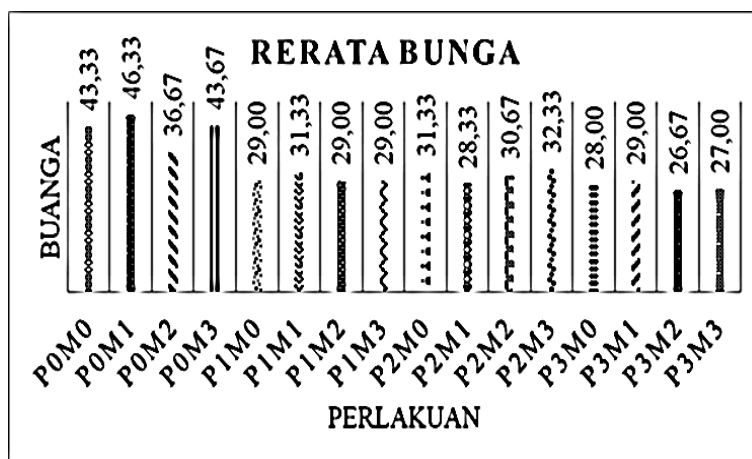 RERATA BUNGA
BUANGA
43,33
46,33
36,67
43,67
29,00
31,33
29,00
29,00
31,33
28,33
30,67
32,33
28,00
29,00
26,67
27,00
P0M0
P0M1
P0M2
P0M3
P1M0
P1M1
P1M2
P1M3
P2M0
P2M1
P2M2
P2M3
P3M0
P3M1
P3M2
P3M3
PERLAKUAN